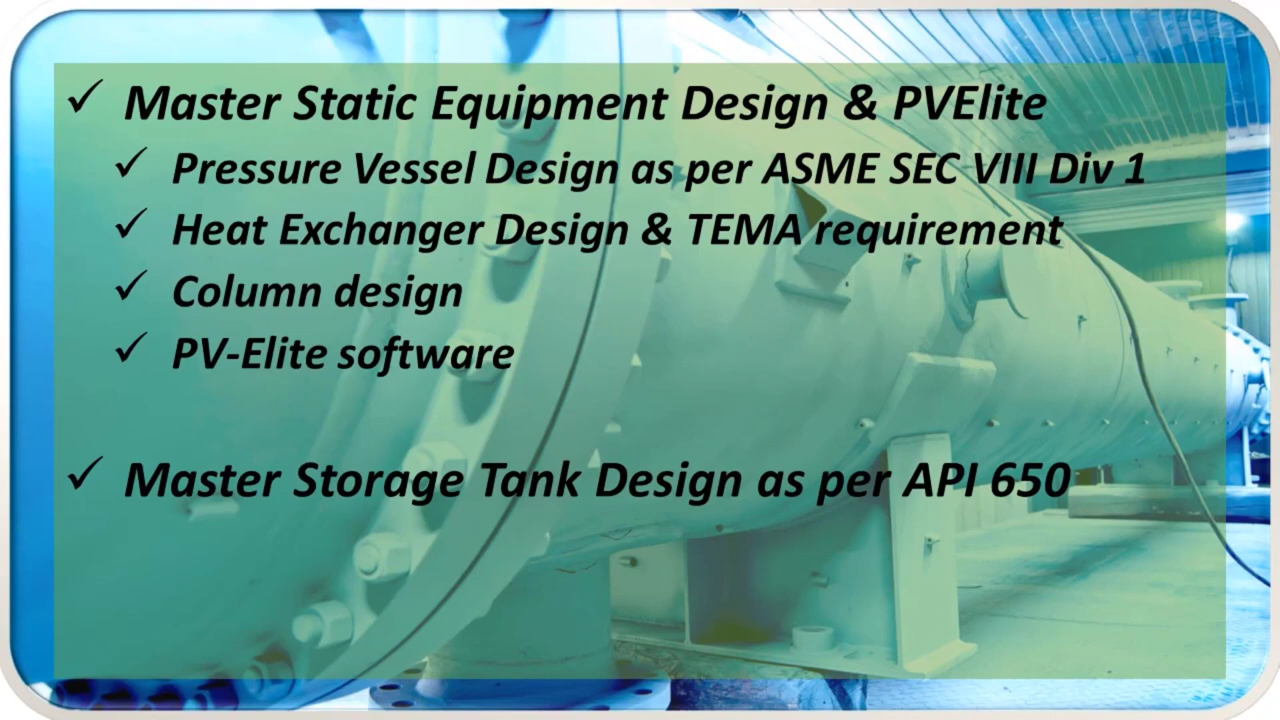 ✓ Master Static Equipment Design & PVElite
✓ Pressure Vessel Design as per ASME SEC VIII Div 1
✓ Heat Exchanger Design & TEMA requirement
✓ Column design
✓ PV-Elite software
✓ Master Storage Tank Design as per API 650